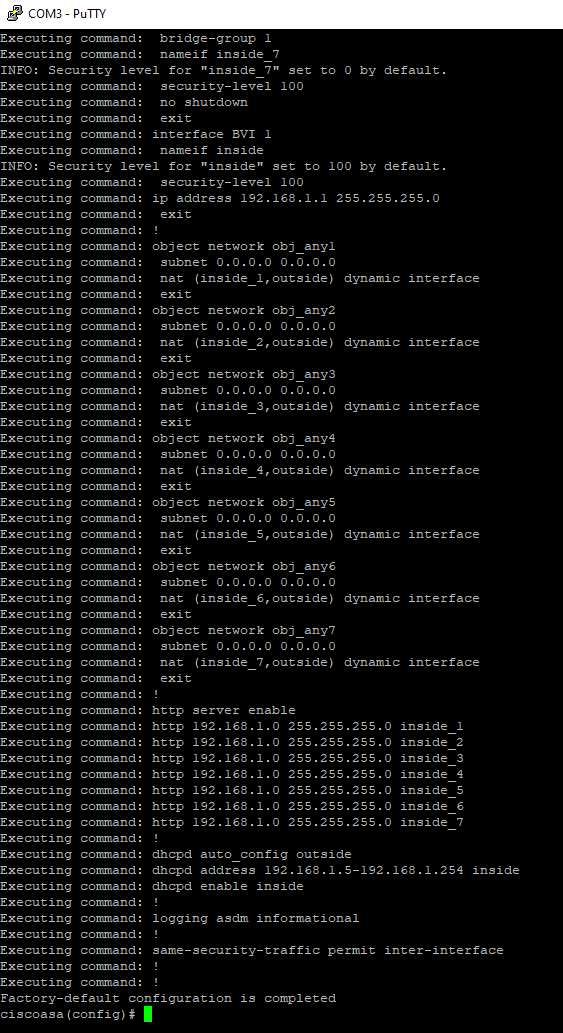 COM3 - PuTTY
Executing command:  bridge-group 1
Executing command:  nameif inside_7
INFO: Security level for "inside_7" set to 0 by default.
Executing command:  security-level 100
Executing command:  no shutdown
Executing command:  exit
Executing command: interface BVI 1
Executing command:  nameif inside
INFO: Security level for "inside" set to 100 by default.
Executing command:  security-level 100
Executing command: ip address 192.168.1.1 255.255.255.0
Executing command:  exit
Executing command: !
Executing command: object network obj_any1
Executing command:  subnet 0.0.0.0 0.0.0.0
Executing command:  nat (inside_1,outside) dynamic interface
Executing command:  exit
Executing command: object network obj_any2
Executing command:  subnet 0.0.0.0 0.0.0.0
Executing command:  nat (inside_2,outside) dynamic interface
Executing command:  exit
Executing command: object network obj_any3
Executing command:  subnet 0.0.0.0 0.0.0.0
Executing command:  nat (inside_3,outside) dynamic interface
Executing command:  exit
Executing command: object network obj_any4
Executing command:  subnet 0.0.0.0 0.0.0.0
Executing command:  nat (inside_4,outside) dynamic interface
Executing command:  exit
Executing command: object network obj_any5
Executing command:  subnet 0.0.0.0 0.0.0.0
Executing command:  nat (inside_5,outside) dynamic interface
Executing command:  exit
Executing command: object network obj_any6
Executing command:  subnet 0.0.0.0 0.0.0.0
Executing command:  nat (inside_6,outside) dynamic interface
Executing command:  exit
Executing command: object network obj_any7
Executing command:  subnet 0.0.0.0 0.0.0.0
Executing command:  nat (inside_7,outside) dynamic interface
Executing command:  exit
Executing command: !
Executing command: http server enable
Executing command: http 192.168.1.0 255.255.255.0 inside_1
Executing command: http 192.168.1.0 255.255.255.0 inside_2
Executing command: http 192.168.1.0 255.255.255.0 inside_3
Executing command: http 192.168.1.0 255.255.255.0 inside_4
Executing command: http 192.168.1.0 255.255.255.0 inside_5
Executing command: http 192.168.1.0 255.255.255.0 inside_6
Executing command: http 192.168.1.0 255.255.255.0 inside_7
Executing command: !
Executing command: dhcpd auto_config outside
Executing command: dhcpd address 192.168.1.5-192.168.1.254 inside
Executing command: dhcpd enable inside
Executing command: !
Executing command: logging asdm informational
Executing command: !
Executing command: same-security-traffic permit inter-interface
Executing command: !
Executing command: !
Factory-default configuration is completed
ciscoasa(config)#